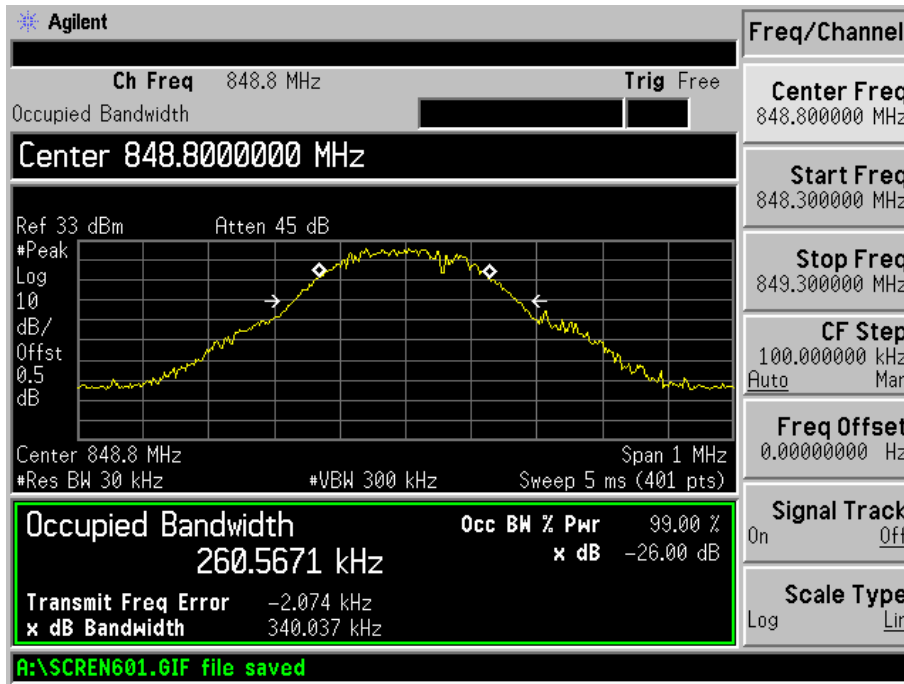 Agilent
Freq/Channel
Ch Freq 848.8 MHz Trig Free
Occupied Bandwidth
Center 848.8000000 MHz
Ref 33 dBm Atten 45 dB
#Peak
Log
10
dB/
Offst
0.5
dB
Center 848.8 MHz Span 1 MHz
#Res BW 30 kHz #VBW 300 kHz Sweep 5 ms (401 pts)
Occupied Bandwidth
260.5671 kHz
Occ BW % Pwr 99.00 %
x dB -26.00 dB
Transmit Freq Error -2.074 kHz
x dB Bandwidth 340.037 kHz
A:\SCREN601.GIF file saved
Center Freq
848.800000 MHz
Start Freq
848.300000 MHz
Stop Freq
849.300000 MHz
CF Step
100.000000 kHz
Auto Man
Freq Offset
0.00000000 Hz
Signal Track
On Off
Scale Type
Log Lin